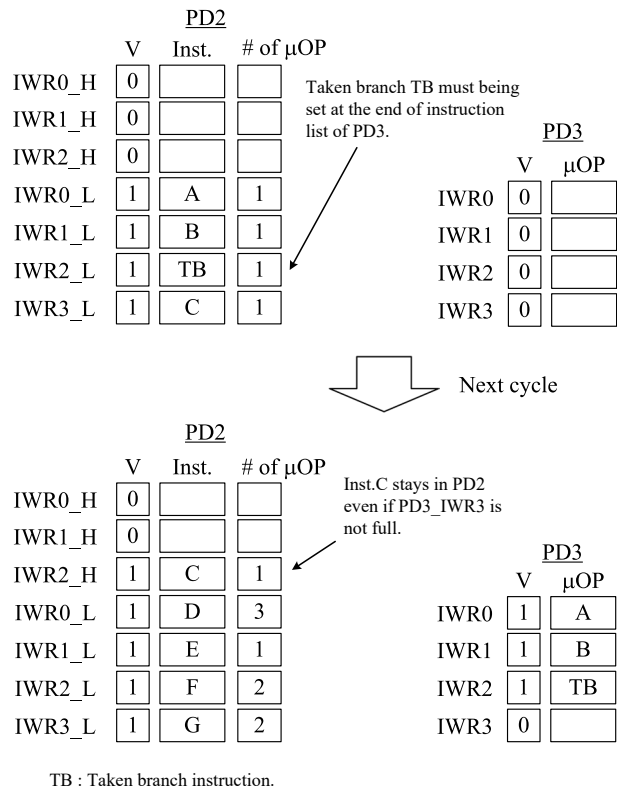 PD2
V Inst. # of μOP
IWR0_H 0
IWR1_H 0
IWR2_H 0
IWR0_L 1 A 1
IWR1_L 1 B 1
IWR2_L 1 TB 1
IWR3_L 1 C 1
Taken branch TB must being
set at the end of instruction
list of PD3.
PD3
V μOP
IWR0 0
IWR1 0
IWR2 0
IWR3 0
Next cycle
PD2
V Inst. # of μOP
IWR0_H 0
IWR1_H 0
IWR2_H 1 C 1
IWR0_L 1 D 3
IWR1_L 1 E 1
IWR2_L 1 F 2
IWR3_L 1 G 2
Inst.C stays in PD2
even if PD3_IWR3 is
not full.
PD3
V μOP
IWR0 1 A
IWR1 1 B
IWR2 1 TB
IWR3 0
TB : Taken branch instruction.